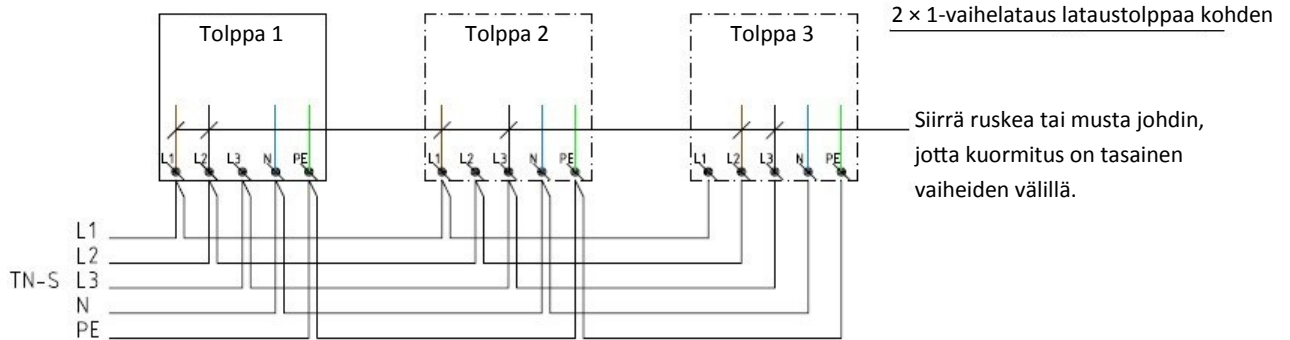 2 × 1-vaihelataus lataustolppaa kohden
Tolppa 1
Tolppa 2
Tolppa 3
Siirrä ruskea tai musta johdin,
jotta kuormitus on tasainen
vaiheiden välillä.
L1 L2 L3 N PE
L1 L2 L3 N PE
L1 L2 L3 N PE
L1
L2
TN-S L3
N
PE